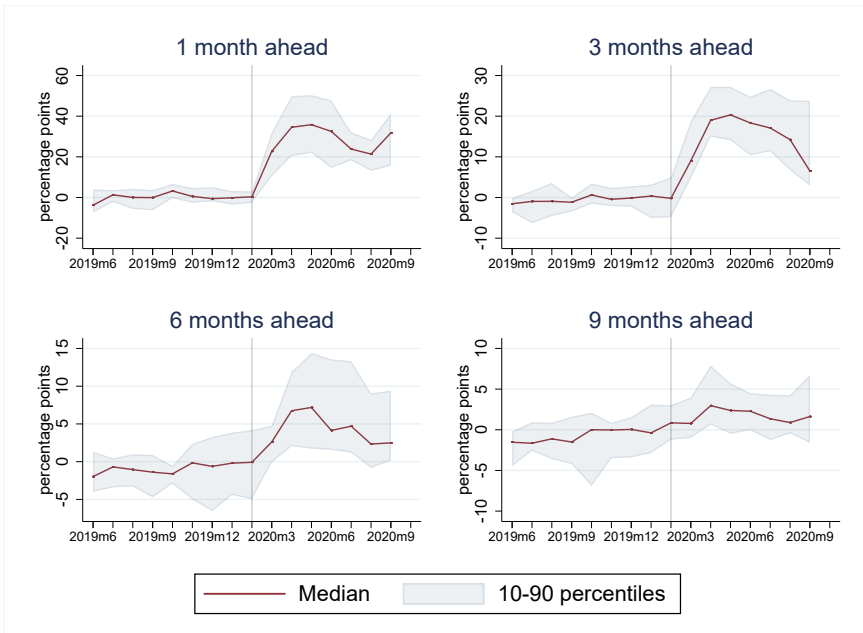 1 month ahead
percentage points
60
40
20
0
-20
2019m6 2019m9 2019m12 2020m3 2020m6 2020m9
3 months ahead
percentage points
30
20
10
0
-10
2019m6 2019m9 2019m12 2020m3 2020m6 2020m9
6 months ahead
percentage points
15
10
5
0
-5
2019m6 2019m9 2019m12 2020m3 2020m6 2020m9
9 months ahead
percentage points
10
5
0
-5
-10
2019m6 2019m9 2019m12 2020m3 2020m6 2020m9
Median 10-90 percentiles